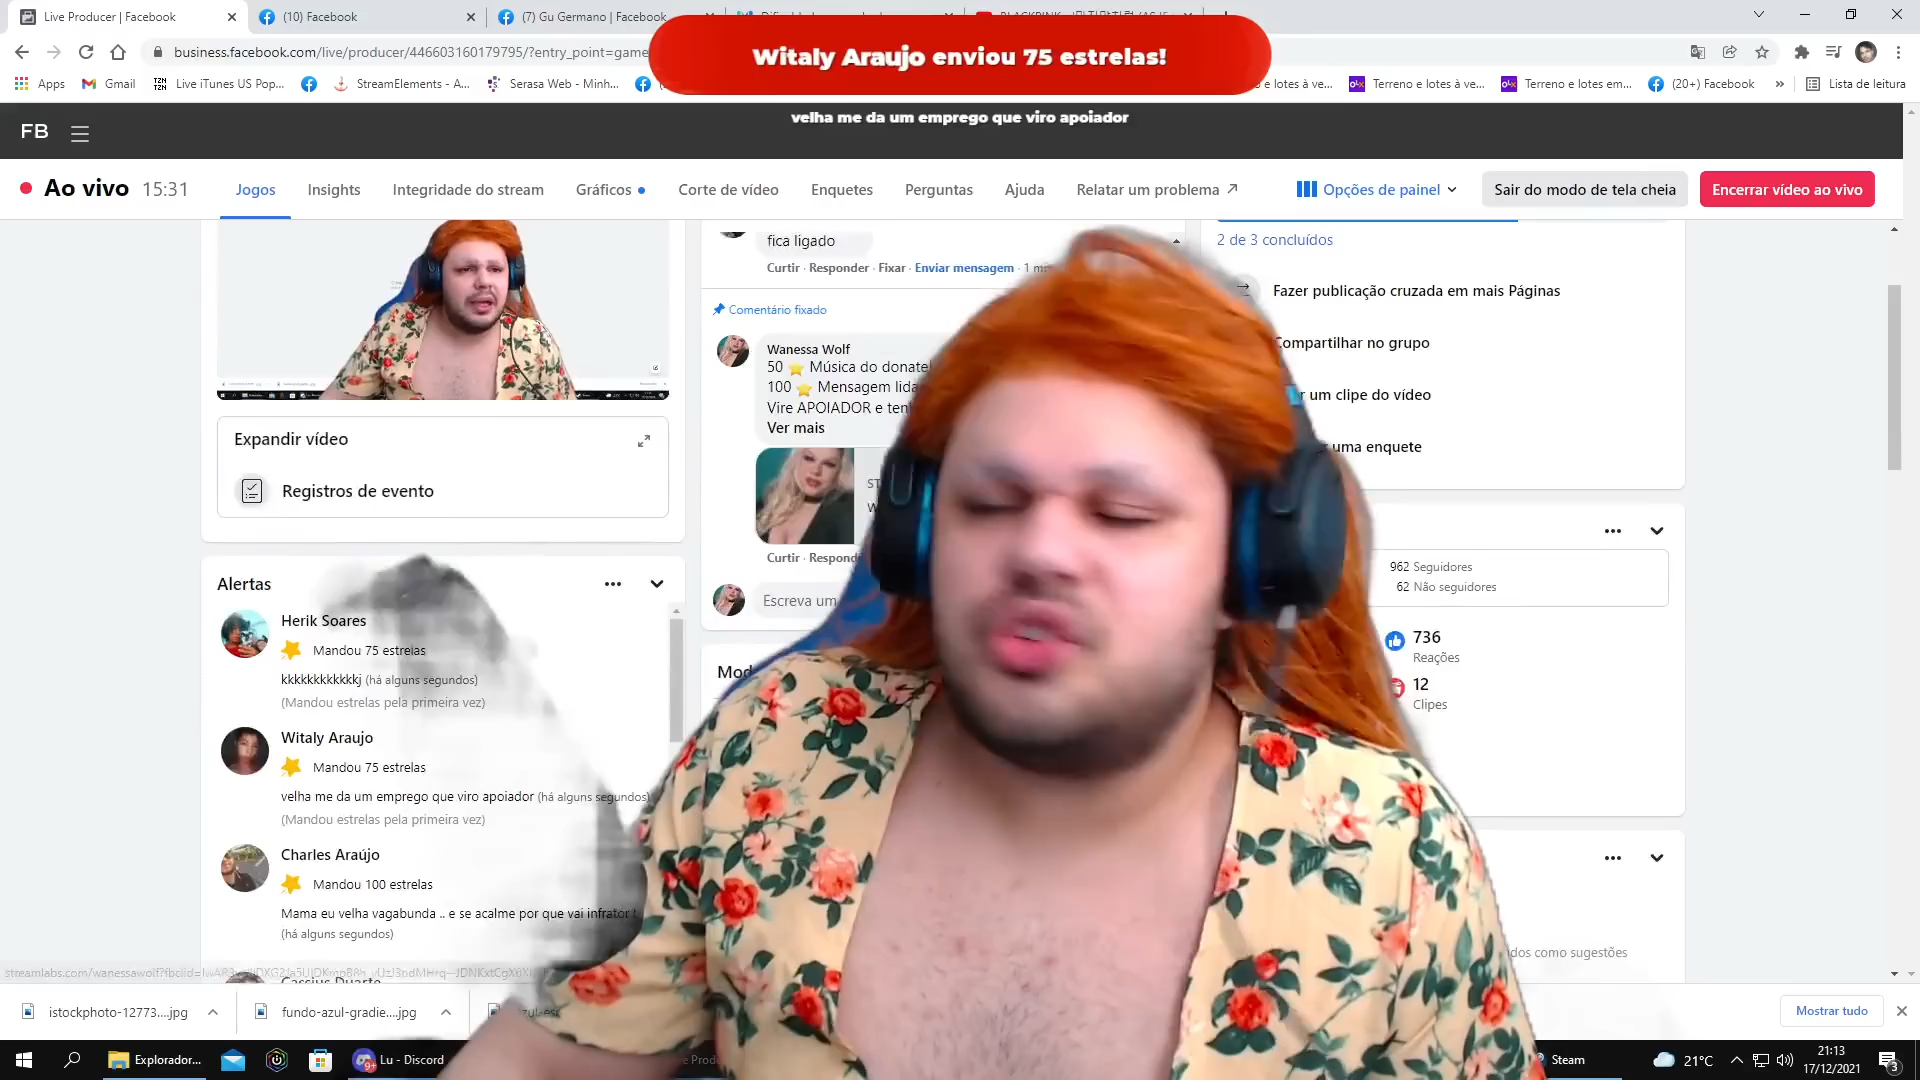 Live Producer | Facebook
(10) Facebook
(7) Gu Germano | Facebook
business.facebook.com/live/producer/446603160179795/?entry_point=game
Witaly Araujo enviou 75 estrelas!
Apps
Gmail
Live iTunes US Pop...
StreamElements - A...
Serasa Web - Minh...
e lotes à ve...
Terreno e lotes à ve...
Terreno e lotes em...
(20+) Facebook
»
Lista de leitura
velha me da um emprego que viro apoiador
FB
Ao vivo 15:31
Jogos
Insights
Integridade do stream
Gráficos
Corte de vídeo
Enquetes
Perguntas
Ajuda
Relatar um problema
Opções de painel
Sair do modo de tela cheia
Encerrar vídeo ao vivo
Expandir vídeo
Registros de evento
Alertas
Herik Soares
Mandou 75 estrelas
kkkkkkkkkkkkj (há alguns segundos)
(Mandou estrelas pela primeira vez)
Witaly Araujo
Mandou 75 estrelas
velha me da um emprego que viro apoiador (há alguns segundos)
(Mandou estrelas pela primeira vez)
Charles Araújo
Mandou 100 estrelas
Mama eu velha vagabunda .. e se acalme por que vai infrator !
(há alguns segundos)
Cassius Duarte
fica ligado
Curtir · Responder · Fixar · Enviar mensagem · 1 m
Comentário fixado
Wanessa Wolf
50 Música do donate
100 Mensagem lida
Vire APOIADOR e ten
Ver mais
ST
W
Curtir · Respond
Escreva um
Mod
2 de 3 concluídos
Fazer publicação cruzada em mais Páginas
Compartilhar no grupo
r um clipe do vídeo
uma enquete
962 Seguidores
62 Não seguidores
736
Reações
12
Clipes
dos como sugestões
istockphoto-12773....jpg
fundo-azul-gradie....jpg
Mostrar tudo
Explorador...
Lu - Discord
Steam
21°C
21:13
17/12/2021
3